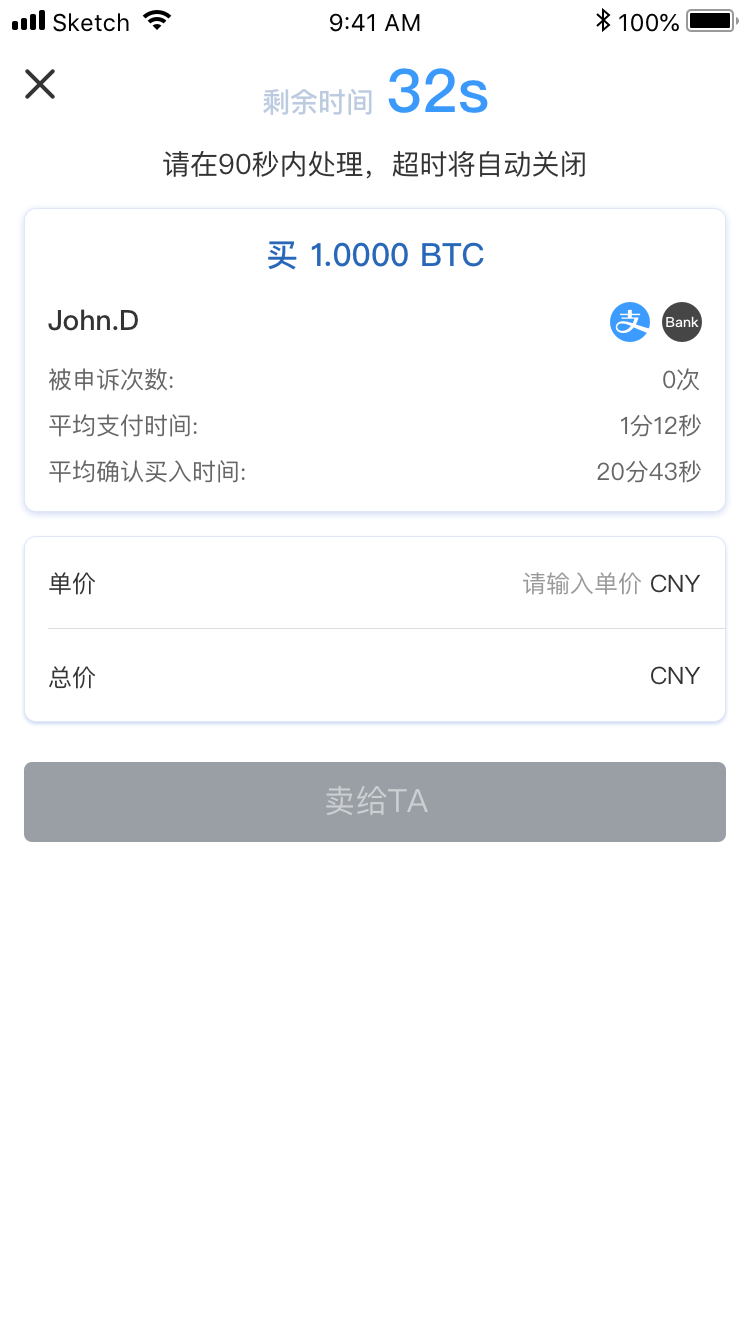 Sketch 9:41 AM 100%
剩余时间 32s
请在90秒内处理，超时将自动关闭
买 1.0000 BTC
John.D 支 Bank
被申诉次数: 0次
平均支付时间: 1分12秒
平均确认买入时间: 20分43秒
单价 请输入单价 CNY
总价 CNY
卖给TA